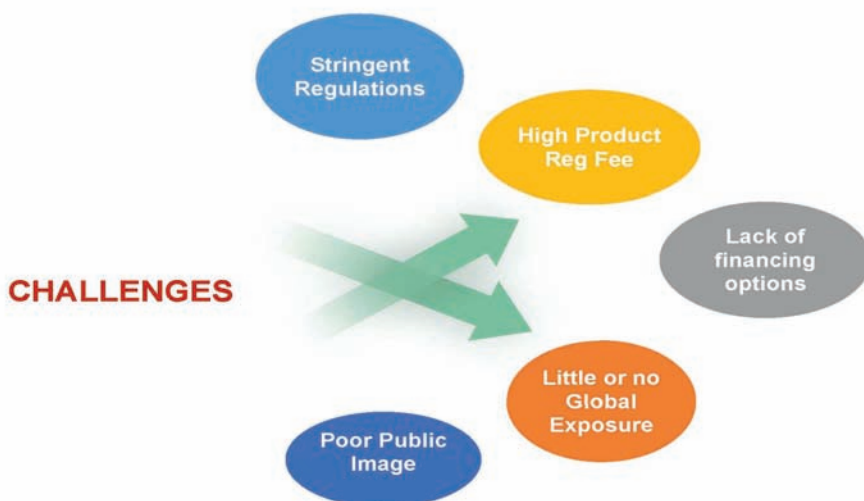 Stringent
Regulations
High Product
Reg Fee
Lack of
financing
options
CHALLENGES
Little or no
Global
Exposure
Poor Public
Image